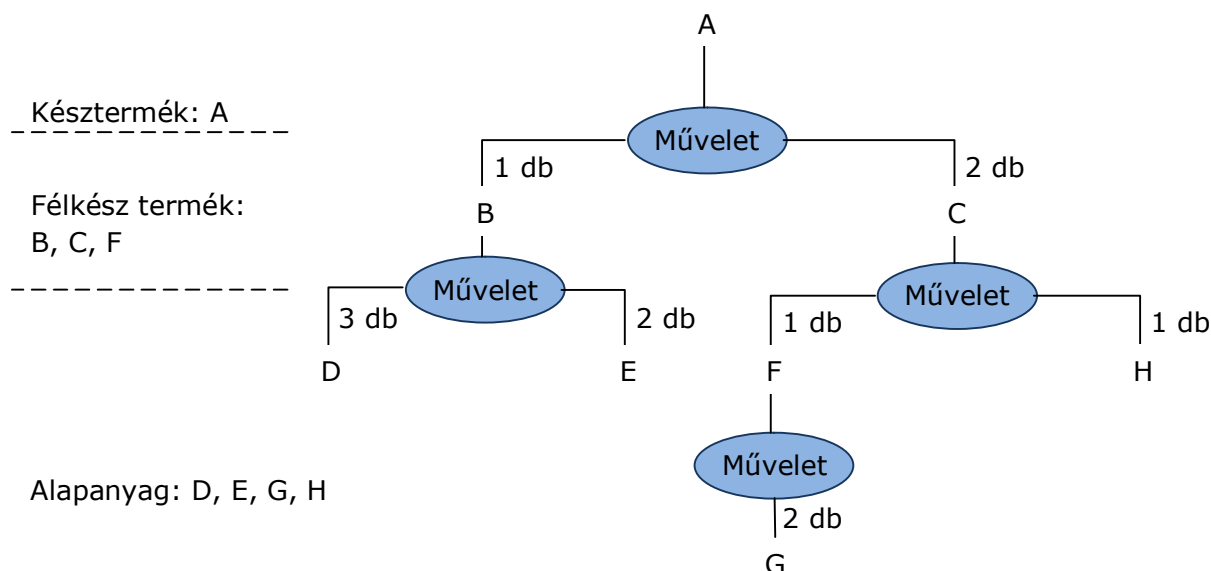 A
Késztermék: A
Művelet
1 db
2 db
Félkész termék:
B, C, F
B
C
Művelet
Művelet
3 db
2 db
1 db
1 db
D
E
F
H
Művelet
Alapanyag: D, E, G, H
2 db
G